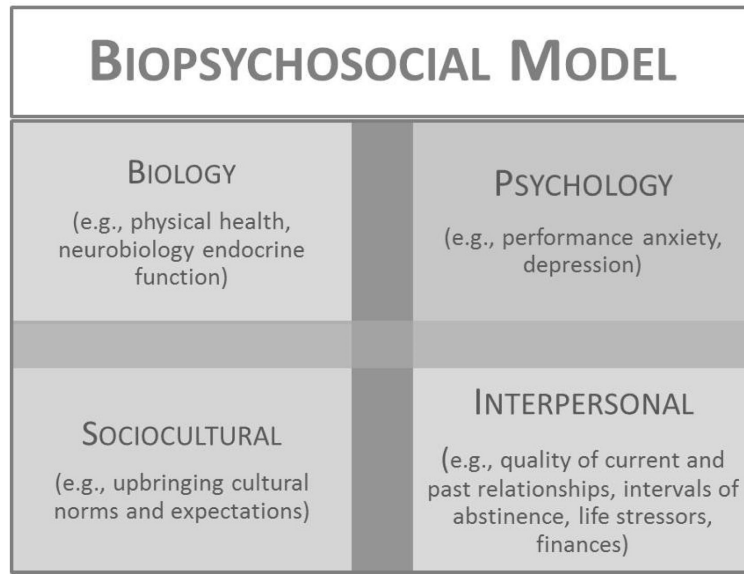 BIOPSYCHOSOCIAL MODEL
BIOLOGY
(e.g., physical health,
neurobiology endocrine
function)
PSYCHOLOGY
(e.g., performance anxiety,
depression)
SOCIOCULTURAL
(e.g., upbringing cultural
norms and expectations)
INTERPERSONAL
(e.g., quality of current and
past relationships, intervals of
abstinence, life stressors,
finances)